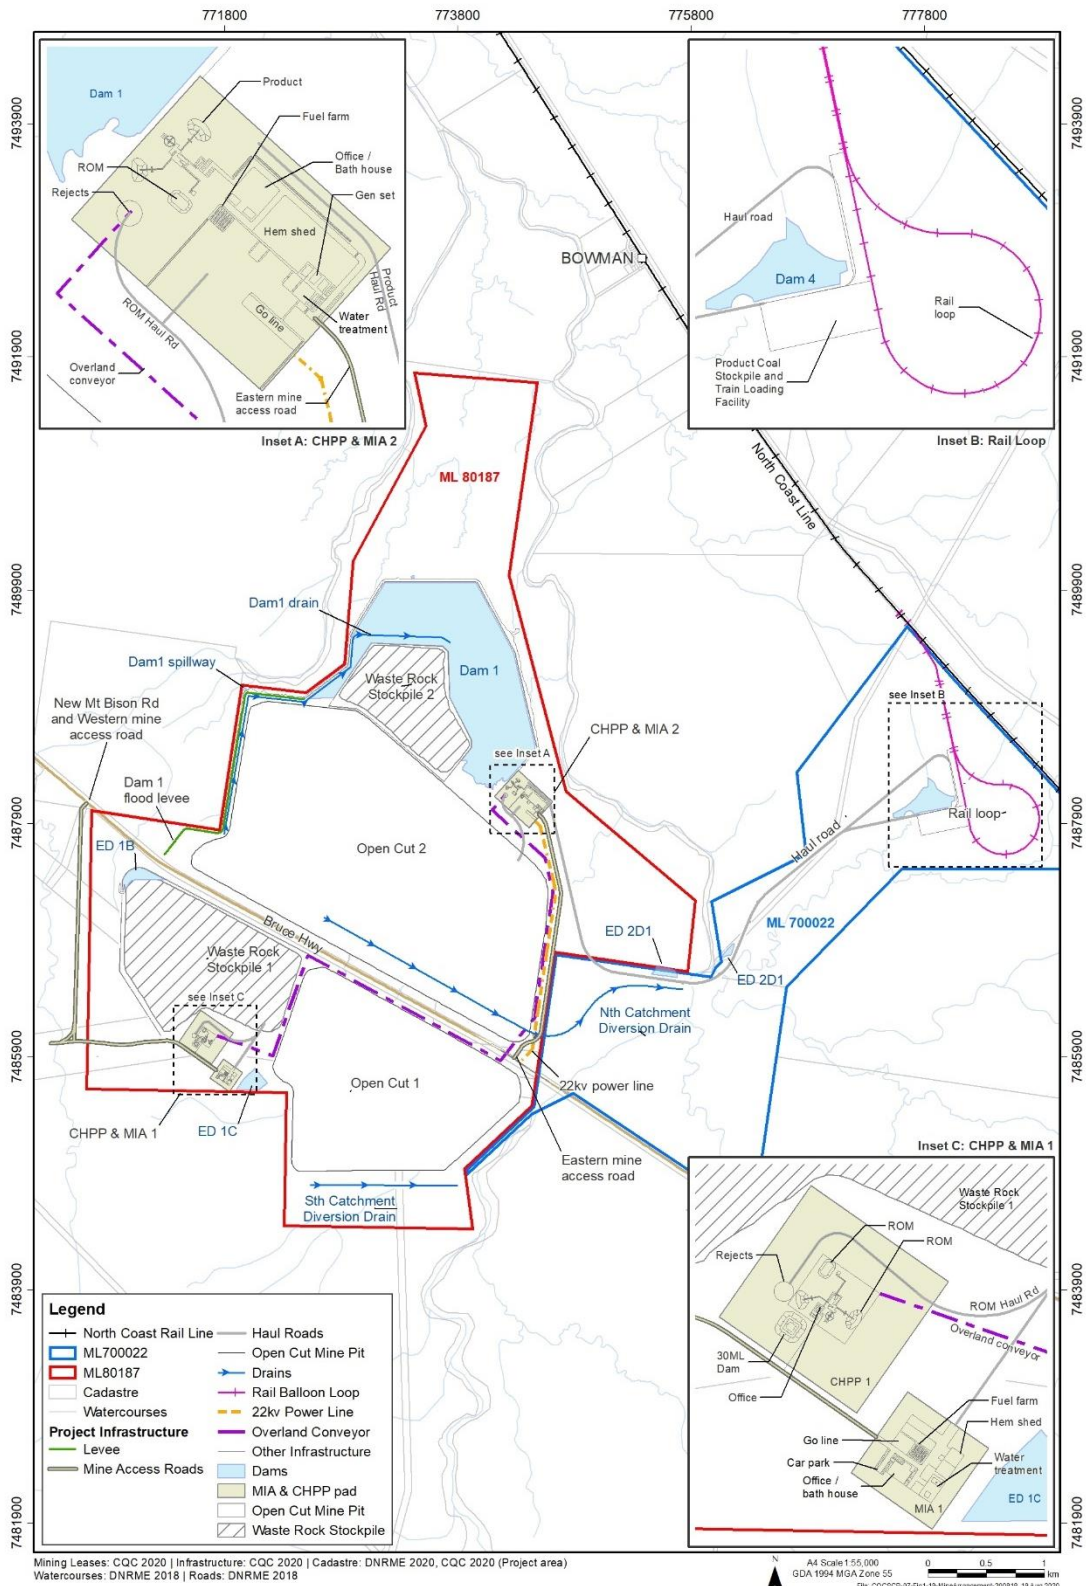 771800
773800
775800
777800
7493900
7491900
7489900
7487900
7485900
7483900
7481900
7493900
7491900
7489900
7487900
7485900
7483900
7481900
Dam 1
Product
Fuel farm
ROM
Office /
Bath house
Rejects
Gen set
Hem shed
Product
Haul Rd
Go line
Water
treatment
ROM Haul Rd
Overland
conveyor
Eastern mine
access road
Inset A: CHPP & MIA 2
Haul road
Dam 4
Rail
loop
Product Coal
Stockpile and
Train Loading
Facility
Inset B: Rail Loop
BOWMAN
North Coast Line
ML 80187
Dam1 drain
Dam 1
Dam1 spillway
Waste Rock
Stockpile 2
New Mt Bison Rd
and Western mine
access road
see Inset A
CHPP & MIA 2
see Inset B
Dam 1
flood levee
Rail loop
Haul road
ED 1B
Open Cut 2
Bruce Hwy
ML 700022
ED 2D1
ED 2D1
Waste Rock
Stockpile 1
see Inset C
Nth Catchment
Diversion Drain
Open Cut 1
22kv power line
CHPP & MIA 1
ED 1C
Eastern mine
access road
Sth Catchment
Diversion Drain
Inset C: CHPP & MIA 1
Waste Rock
Stockpile 1
ROM
ROM
Rejects
ROM Haul Rd
Overland conveyor
30ML
Dam
CHPP 1
Office
Fuel farm
Hem shed
Go line
Car park
Water
treatment
Office /
bath house
MIA 1
ED 1C
Legend
North Coast Rail Line
ML700022
ML80187
Cadastre
Watercourses
Project Infrastructure
Levee
Mine Access Roads
Haul Roads
Open Cut Mine Pit
Drains
Rail Balloon Loop
22kv Power Line
Overland Conveyor
Other Infrastructure
Dams
MIA & CHPP pad
Open Cut Mine Pit
Waste Rock Stockpile
Mining Leases: CQC 2020 | Infrastructure: CQC 2020 | Cadastre: DNRME 2020, CQC 2020 (Project area)
Watercourses: DNRME 2018 | Roads: DNRME 2018
N
A4 Scale 1:55,000
GDA 1994 MGA Zone 55
0 0.5 1
km